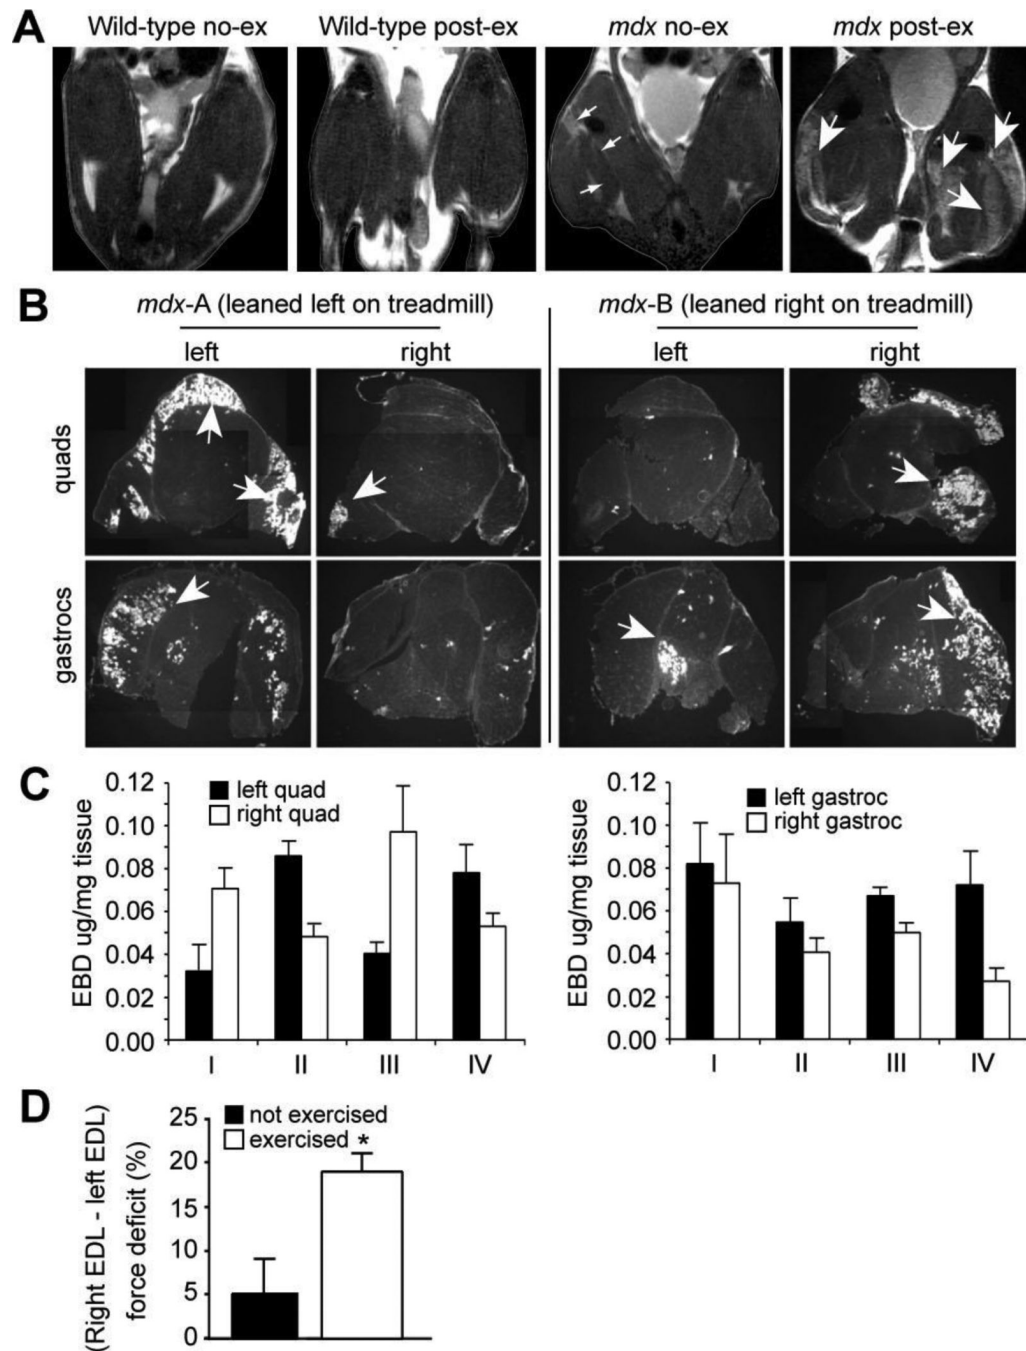 A
Wild-type no-ex Wild-type post-ex mdx no-ex mdx post-ex
B
mdx-A (leaned left on treadmill) mdx-B (leaned right on treadmill)
left right left right
quads
gastrocs
C
EBD ug/mg tissue
0.12
0.10
0.08
0.06
0.04
0.02
0.00
left quad
right quad
I II III IV
EBD ug/mg tissue
0.12
0.10
0.08
0.06
0.04
0.02
0.00
left gastroc
right gastroc
I II III IV
D
(Right EDL - left EDL)
force deficit (%)
25
20
15
10
5
0
not exercised
exercised *